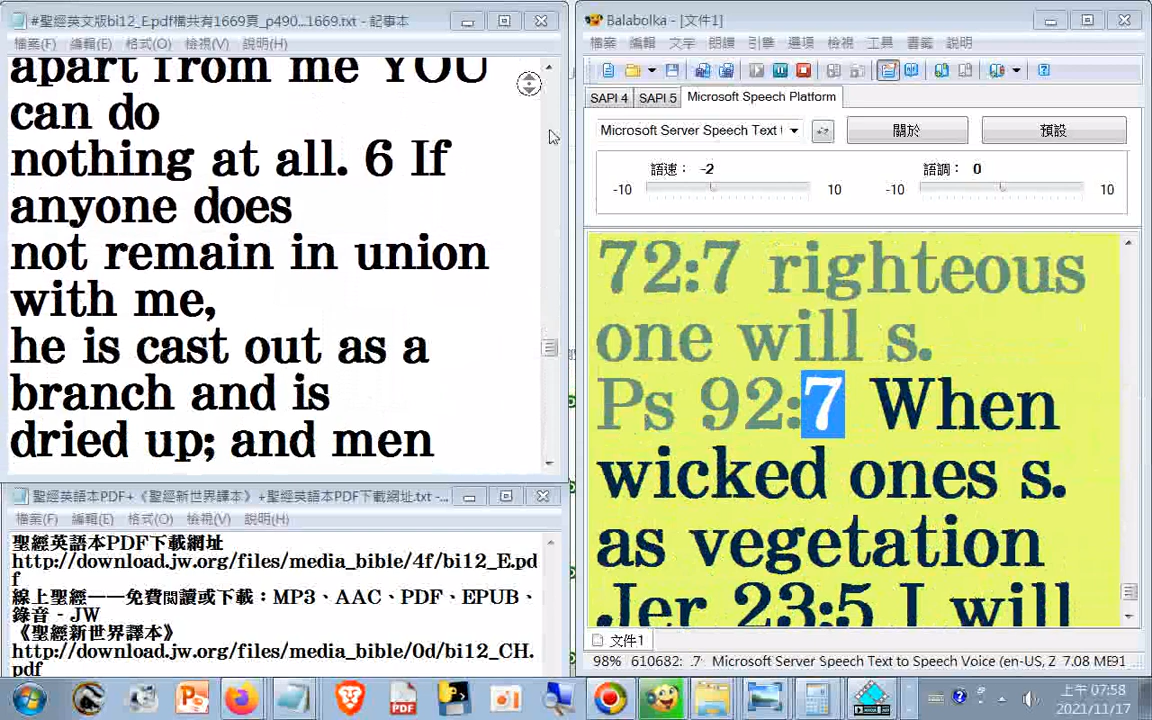 #聖經英文版bi12_E.pdf檔共有1669頁_p490...1669.txt - 記事本
檔案(F) 編輯(E) 格式(O) 檢視(V) 說明(H)
apart from me YOU
can do
nothing at all. 6 If
anyone does
not remain in union
with me,
he is cast out as a
branch and is
dried up; and men
聖經英語本PDF+《聖經新世界譯本》+聖經英語本PDF下載網址.txt -...
檔案(F) 編輯(E) 格式(O) 檢視(V) 說明(H)
聖經英語本PDF下載網址
http://download.jw.org/files/media_bible/4f/bi12_E.pd
f
線上聖經——免費閱讀或下載：MP3、AAC、PDF、EPUB、
錄音 - JW
《聖經新世界譯本》
http://download.jw.org/files/media_bible/0d/bi12_CH.
pdf
Balabolka - [文件1]
檔案 編輯 文字 朗讀 引擎 選項 檢視 工具 書籤 說明
SAPI 4 SAPI 5 Microsoft Speech Platform
Microsoft Server Speech Text 關於 預設
語速： -2 語調： 0
-10 10 -10 10
72:7 righteous
one will s.
Ps 92:7 When
wicked ones s.
as vegetation
Jer 23:5 I will
文件1
98% 610682: .7 Microsoft Server Speech Text to Speech Voice (en-US, Z 7.08 ME91
PDF
上午 07:58
2021/11/17